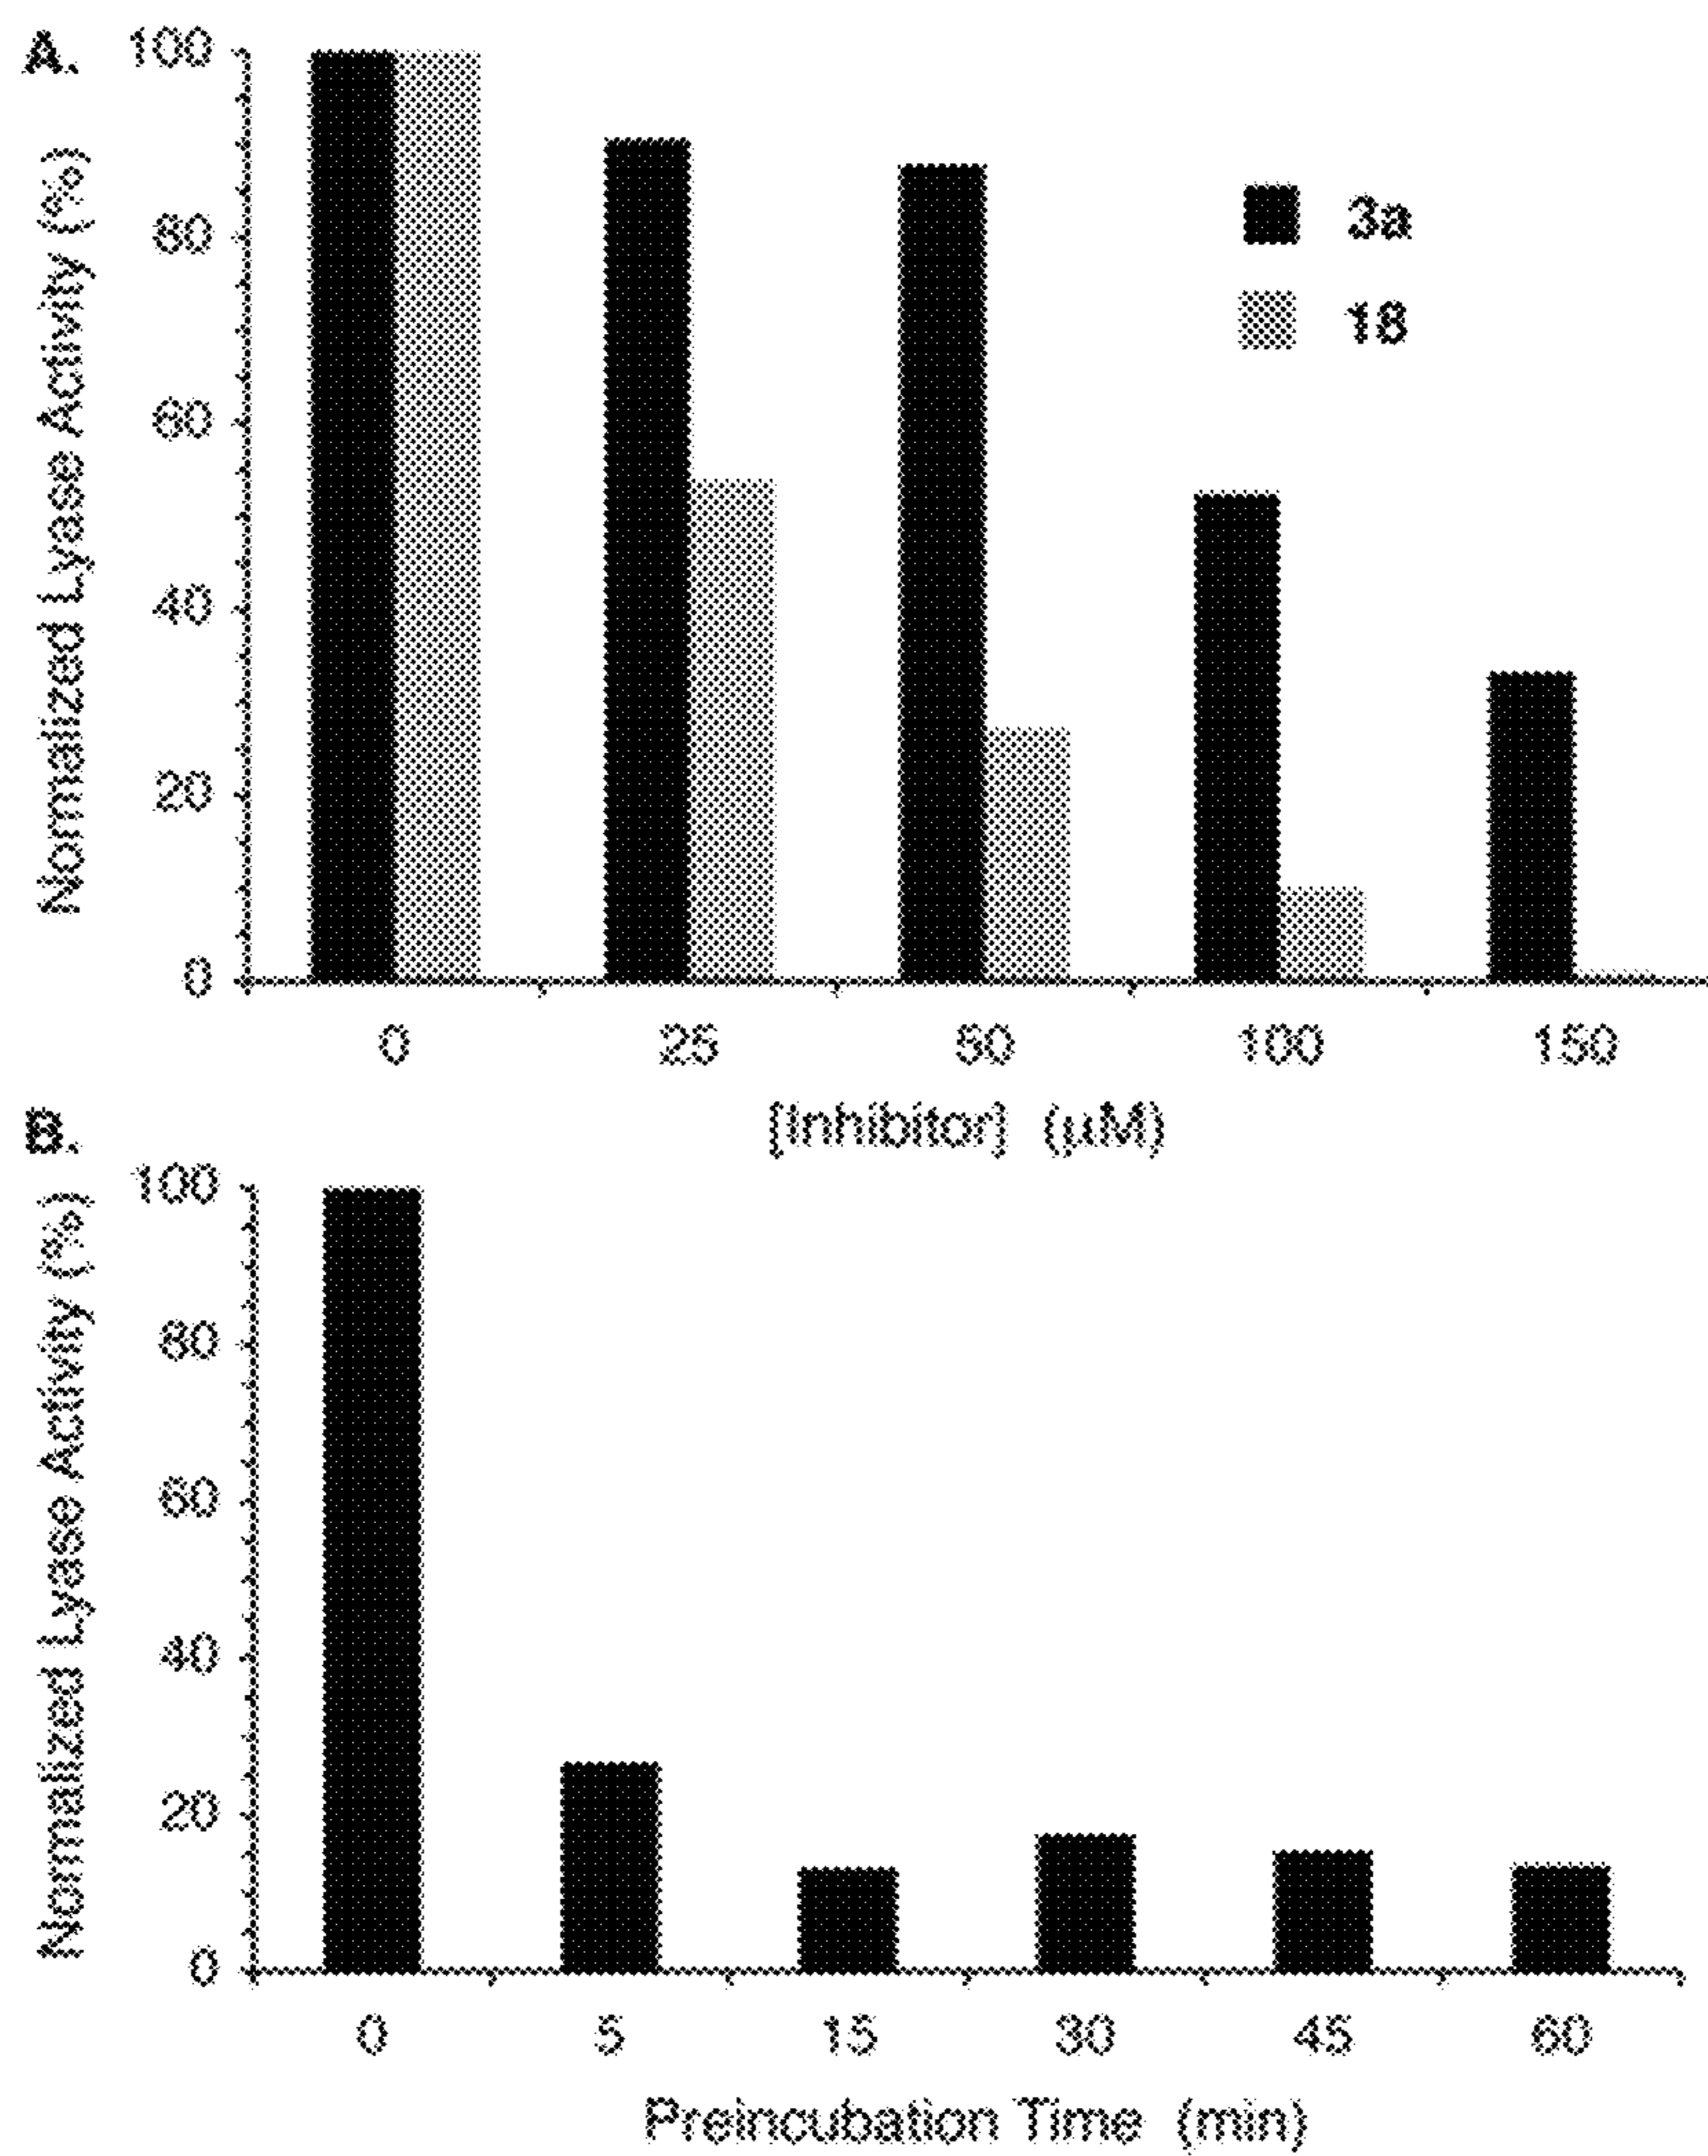 A.
Normalized Lyase Activity (%)
100
80
60
40
20
0
3a
18
0 25 50 100 150
[Inhibitor] (μM)
B.
Normalized Lyase Activity (%)
100
80
60
40
20
0
0 5 15 30 45 60
Preincubation Time (min)